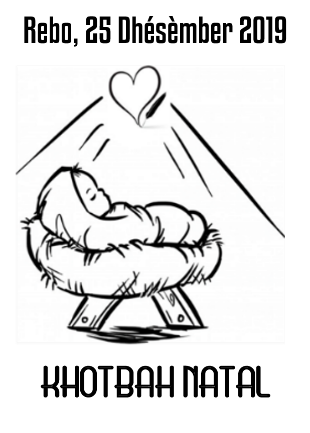 Rebo, 25 Dhésèmber 2019
KHOTBAH NATAL